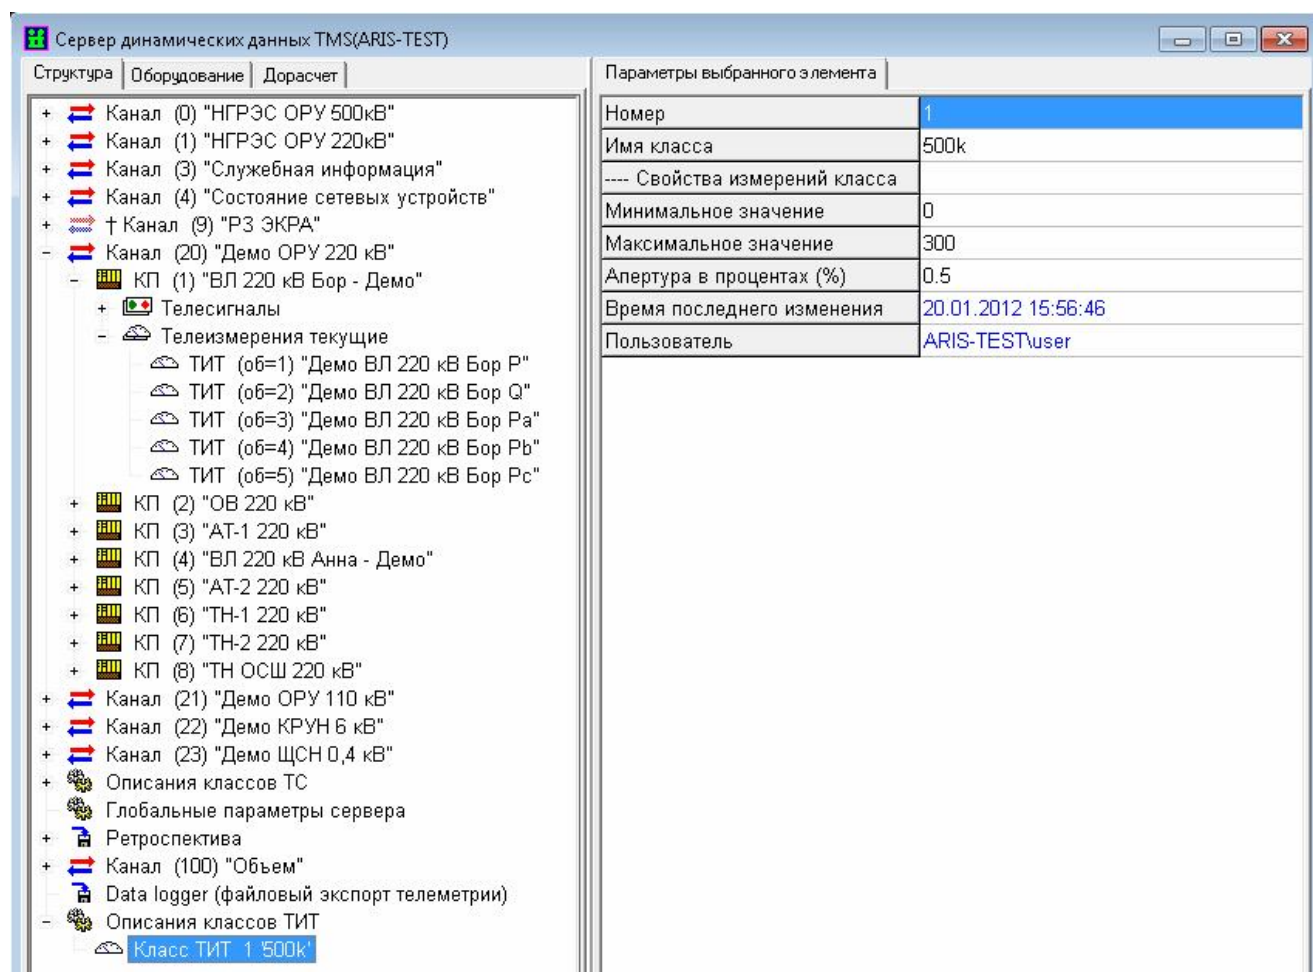 Сервер динамических данных TMS(ARIS-TEST)
Структура Оборудование Дорасчет
+ Канал (0) "НГРЭС ОРУ 500кВ"
+ Канал (1) "НГРЭС ОРУ 220кВ"
+ Канал (3) "Служебная информация"
+ Канал (4) "Состояние сетевых устройств"
+ † Канал (9) "РЗ ЭКРА"
- Канал (20) "Демо ОРУ 220 кВ"
- КП (1) "ВЛ 220 кВ Бор - Демо"
+ Телесигналы
- Телеизмерения текущие
ТИТ (об=1) "Демо ВЛ 220 кВ Бор P"
ТИТ (об=2) "Демо ВЛ 220 кВ Бор Q"
ТИТ (об=3) "Демо ВЛ 220 кВ Бор Pa"
ТИТ (об=4) "Демо ВЛ 220 кВ Бор Pb"
ТИТ (об=5) "Демо ВЛ 220 кВ Бор Pc"
+ КП (2) "ОВ 220 кВ"
+ КП (3) "АТ-1 220 кВ"
+ КП (4) "ВЛ 220 кВ Анна - Демо"
+ КП (5) "АТ-2 220 кВ"
+ КП (6) "ТН-1 220 кВ"
+ КП (7) "ТН-2 220 кВ"
+ КП (8) "ТН ОСШ 220 кВ"
+ Канал (21) "Демо ОРУ 110 кВ"
+ Канал (22) "Демо КРУН 6 кВ"
+ Канал (23) "Демо ЩСН 0,4 кВ"
+ Описания классов ТС
Глобальные параметры сервера
+ Ретроспектива
+ Канал (100) "Объем"
Data logger (файловый экспорт телеметрии)
- Описания классов ТИТ
Класс ТИТ 1 '500k'
Параметры выбранного элемента
Номер 1
Имя класса 500k
---- Свойства измерений класса
Минимальное значение 0
Максимальное значение 300
Апертура в процентах (%) 0.5
Время последнего изменения 20.01.2012 15:56:46
Пользователь ARIS-TEST\user